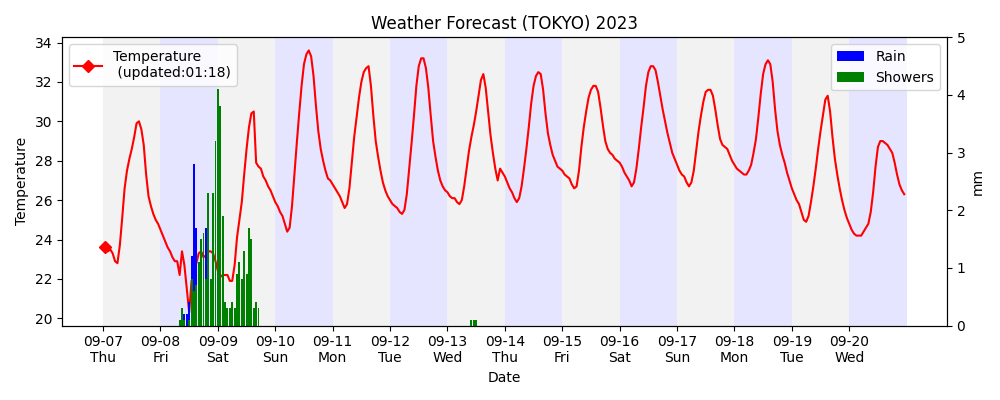 Weather Forecast (TOKYO) 2023
Temperature
(updated:01:18)
Rain
Showers
Temperature
34
32
30
28
26
24
22
20
5
4
3
2
1
0
mm
09-07 09-08 09-09 09-10 09-11 09-12 09-13 09-14 09-15 09-16 09-17 09-18 09-19 09-20
Thu Fri Sat Sun Mon Tue Wed Thu Fri Sat Sun Mon Tue Wed
Date